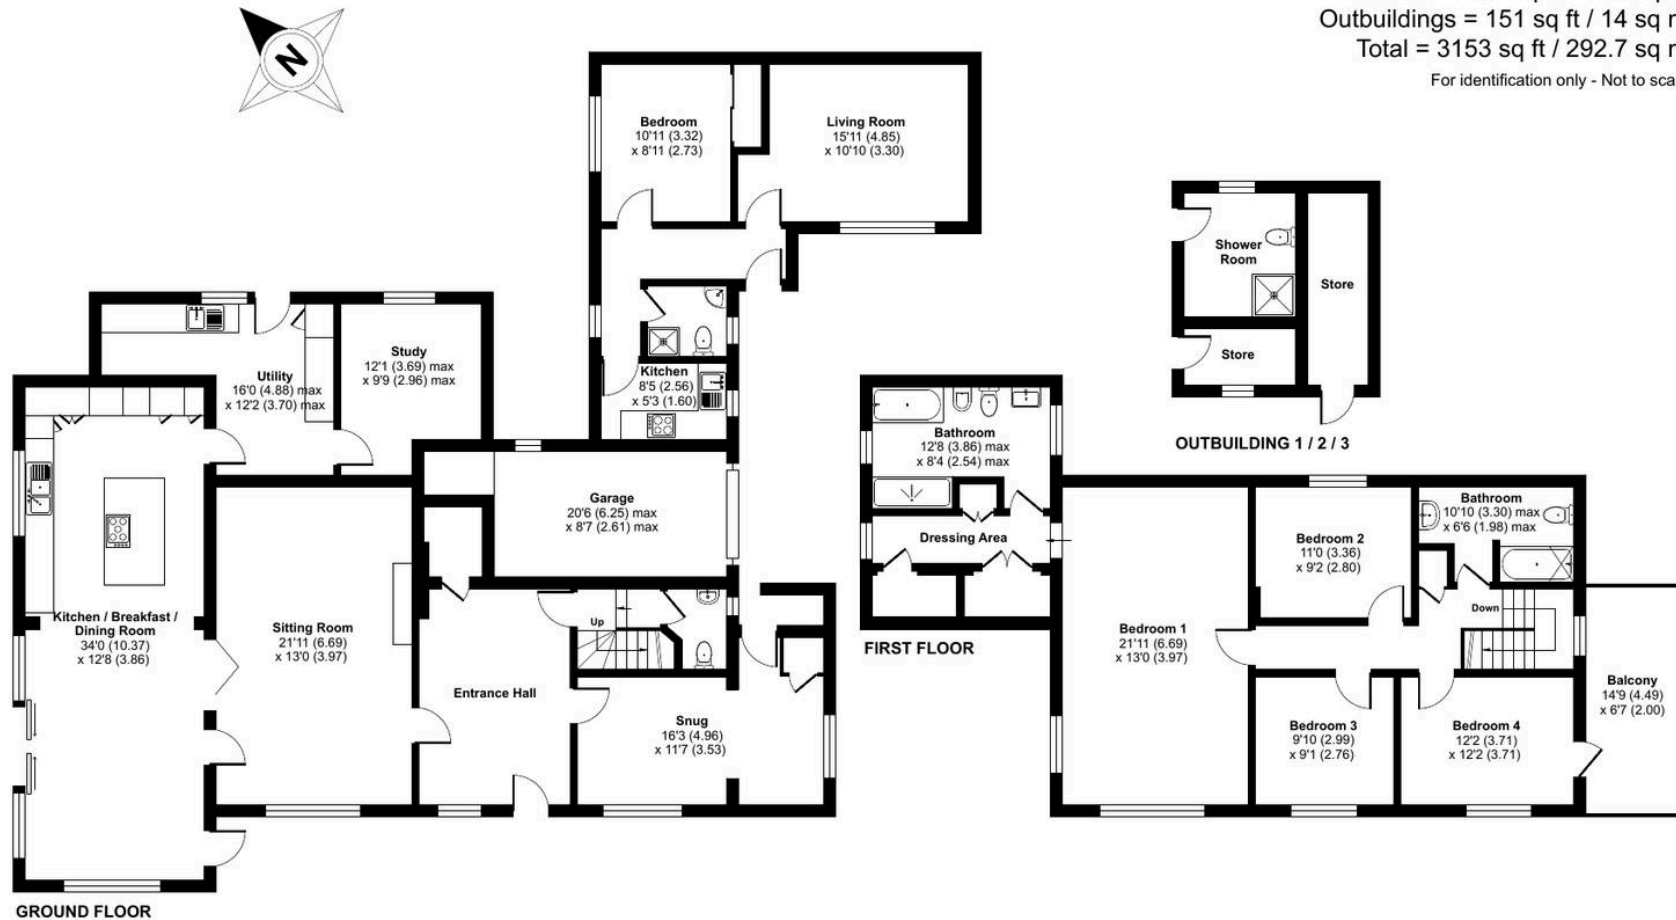 Outbuildings = 151 sq ft / 14 sq
Total = 3153 sq ft / 292.7 sq
For identification only - Not to
N
Bedroom
10'11 (3.32)
x 8'11 (2.73)
Living Room
15'11 (4.85)
x 10'10 (3.30)
Shower
Room
Store
Store
OUTBUILDING 1 / 2 / 3
Study
12'1 (3.69) max
x 9'9 (2.96) max
Utility
16'0 (4.88) max
x 12'2 (3.70) max
Kitchen
8'5 (2.56)
x 5'3 (1.60)
Garage
20'6 (6.25) max
x 8'7 (2.61) max
Kitchen / Breakfast /
Dining Room
34'0 (10.37)
x 12'8 (3.86)
Sitting Room
21'11 (6.69)
x 13'0 (3.97)
Up
Entrance Hall
Snug
16'3 (4.96)
x 11'7 (3.53)
GROUND FLOOR
Bathroom
12'8 (3.86) max
x 8'4 (2.54) max
Dressing Area
FIRST FLOOR
Bedroom 1
21'11 (6.69)
x 13'0 (3.97)
Bedroom 2
11'0 (3.36)
x 9'2 (2.80)
Bathroom
10'10 (3.30) max
x 6'6 (1.98) max
Down
Bedroom 3
9'10 (2.99)
x 9'1 (2.76)
Bedroom 4
12'2 (3.71)
x 12'2 (3.71)
Balcony
14'9 (4.49)
x 6'7 (2.00)